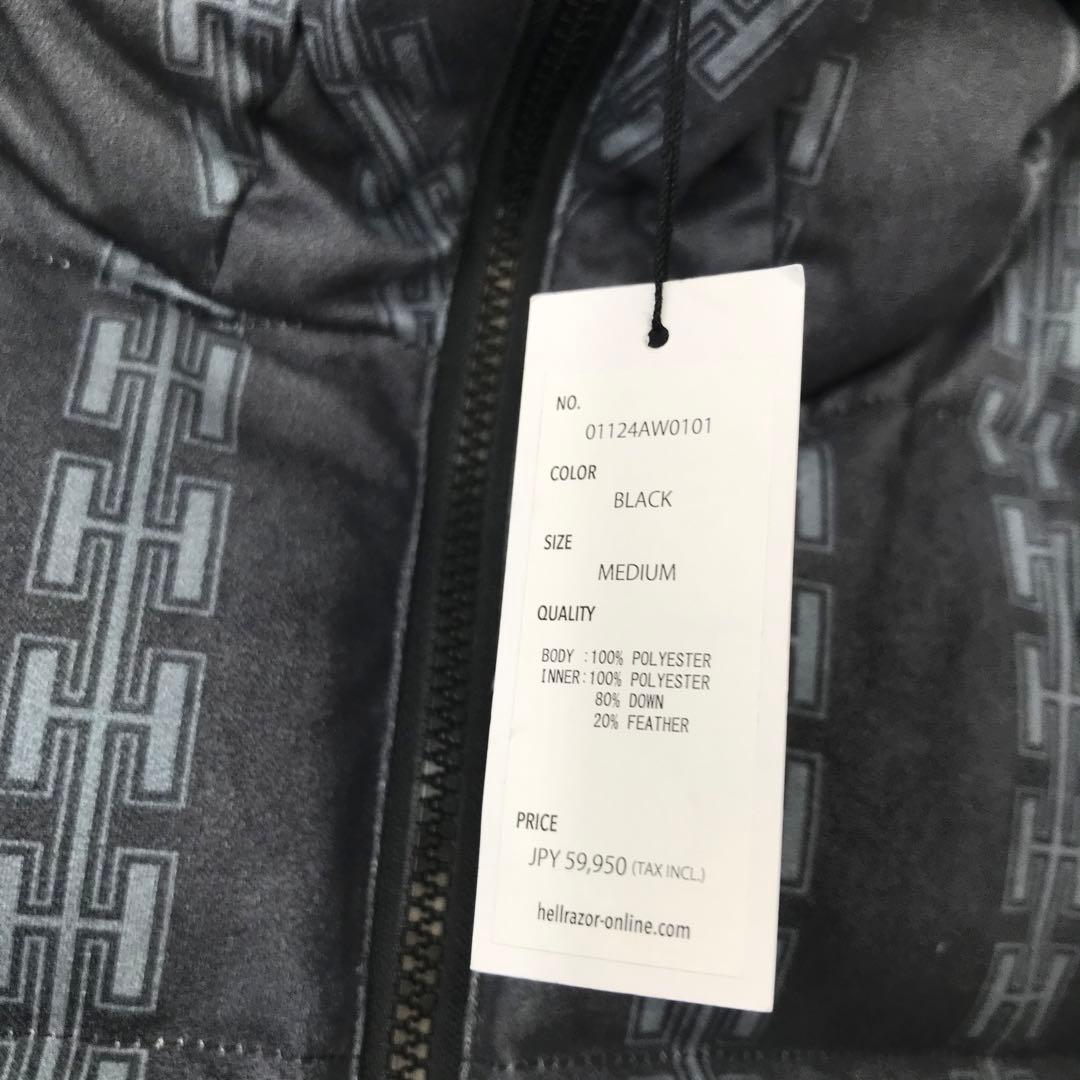 NO.
01124AW0101
COLOR
BLACK
SIZE
MEDIUM
QUALITY
BODY :100% POLYESTER
INNER:100% POLYESTER
80% DOWN
20% FEATHER
PRICE
JPY 59,950 (TAX INCL.)
hellrazor-online.com